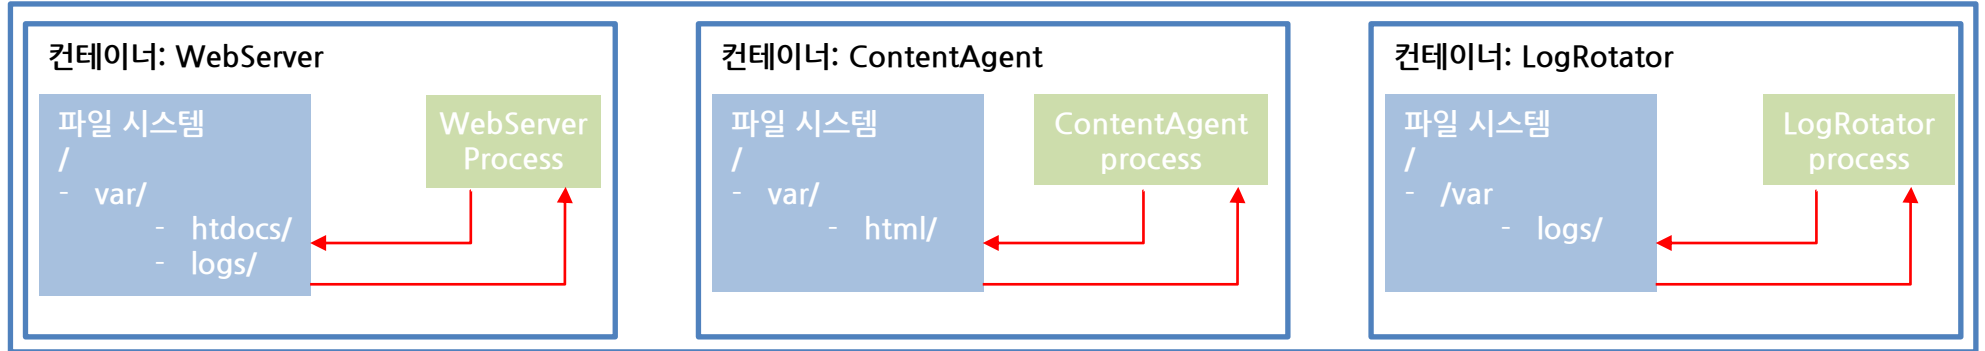 컨테이너: WebServer
파일 시스템
/
- var/
- htdocs/
- logs/
WebServer
Process
컨테이너: ContentAgent
파일 시스템
/
- var/
- html/
ContentAgent
process
컨테이너: LogRotator
파일 시스템
/
- /var
- logs/
LogRotator
process